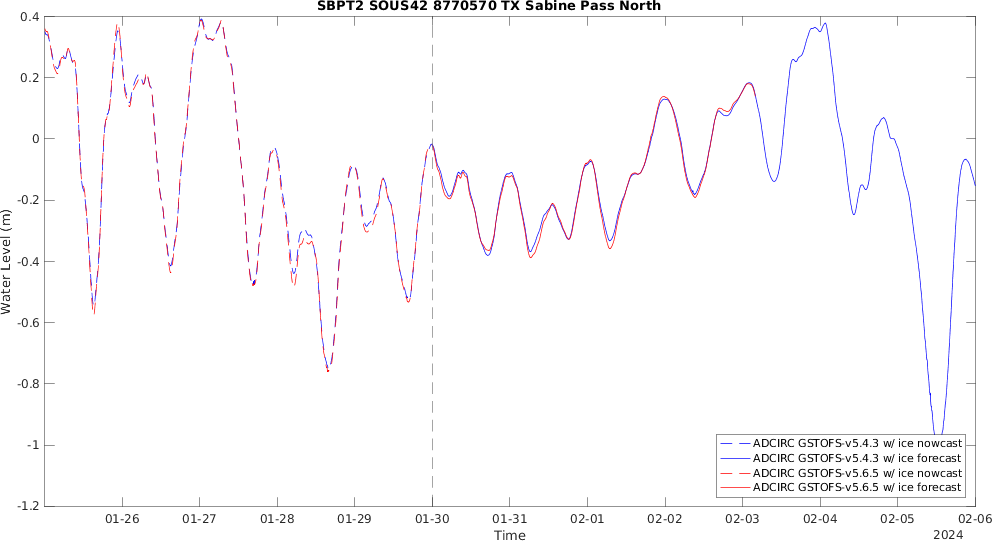 SBPT2 SOUS42 8770570 TX Sabine Pass North
0.4
0.2
0
-0.2
-0.4
-0.6
-0.8
-1
-1.2
Water Level (m)
ADCIRC GSTOFS-v5.4.3 w/ ice nowcast
ADCIRC GSTOFS-v5.4.3 w/ ice forecast
ADCIRC GSTOFS-v5.6.5 w/ ice nowcast
ADCIRC GSTOFS-v5.6.5 w/ ice forecast
01-26 01-27 01-28 01-29 01-30 01-31 02-01 02-02 02-03 02-04 02-05 02-06
Time
2024